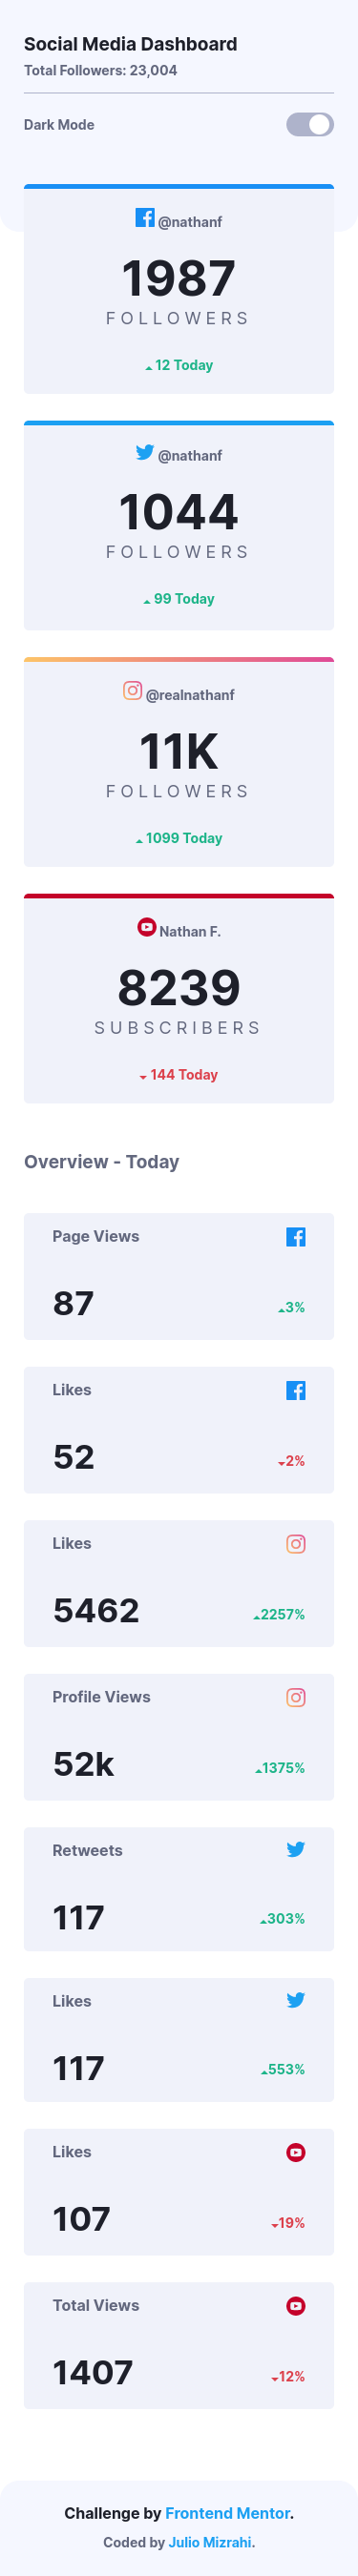 Social Media Dashboard
Total Followers: 23,004
Dark Mode
@nathanf
1987
FOLLOWERS
12 Today
@nathanf
1044
FOLLOWERS
99 Today
@realnathanf
11K
FOLLOWERS
1099 Today
Nathan F.
8239
SUBSCRIBERS
144 Today
Overview - Today
Page Views
87 3%
Likes
52 2%
Likes
5462 2257%
Profile Views
52k 1375%
Retweets
117 303%
Likes
117 553%
Likes
107 19%
Total Views
1407 12%
Challenge by Frontend Mentor.
Coded by Julio Mizrahi.